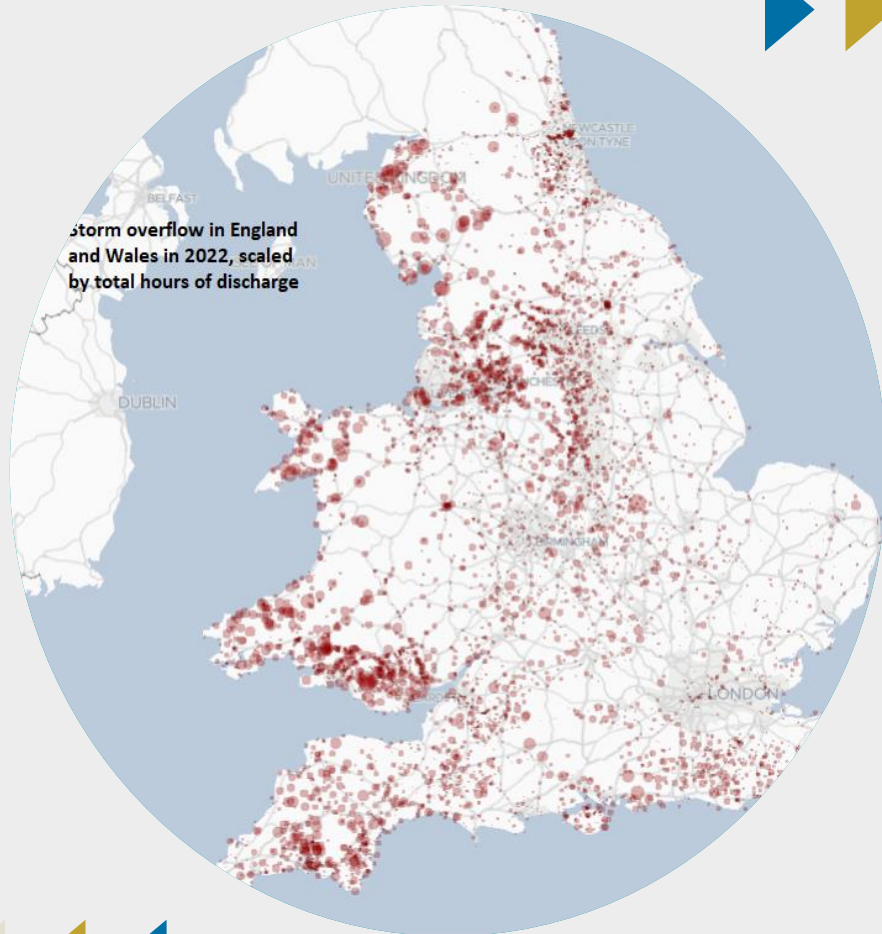 NEWCASTLE
UPON TYNE
UNITED KINGDOM
BELFAST
Storm overflow in England
and Wales in 2022, scaled
by total hours of discharge
LEEDS
DUBLIN
BIRMINGHAM
LONDON